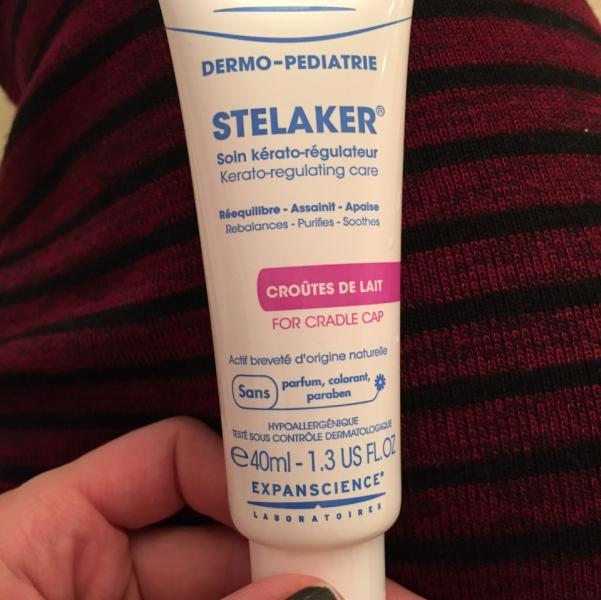 DERMO-PEDIATRIE
STELAKER®
Soin kérato-régulateur
Kerato-regulating care
Réequilibre - Assainit - Apaise
Rebalances - Purifies - Soothes
CROÛTES DE LAIT
FOR CRADLE CAP
Actif breveté d'origine naturelle
Sans parfum, colorant,
paraben
HYPOALLERGÉNIQUE
TESTÉ SOUS CONTRÔLE DERMATOLOGIQUE
℮40ml - 1.3 US FL.OZ
EXPANSCIENCE®
LABORATOIRES